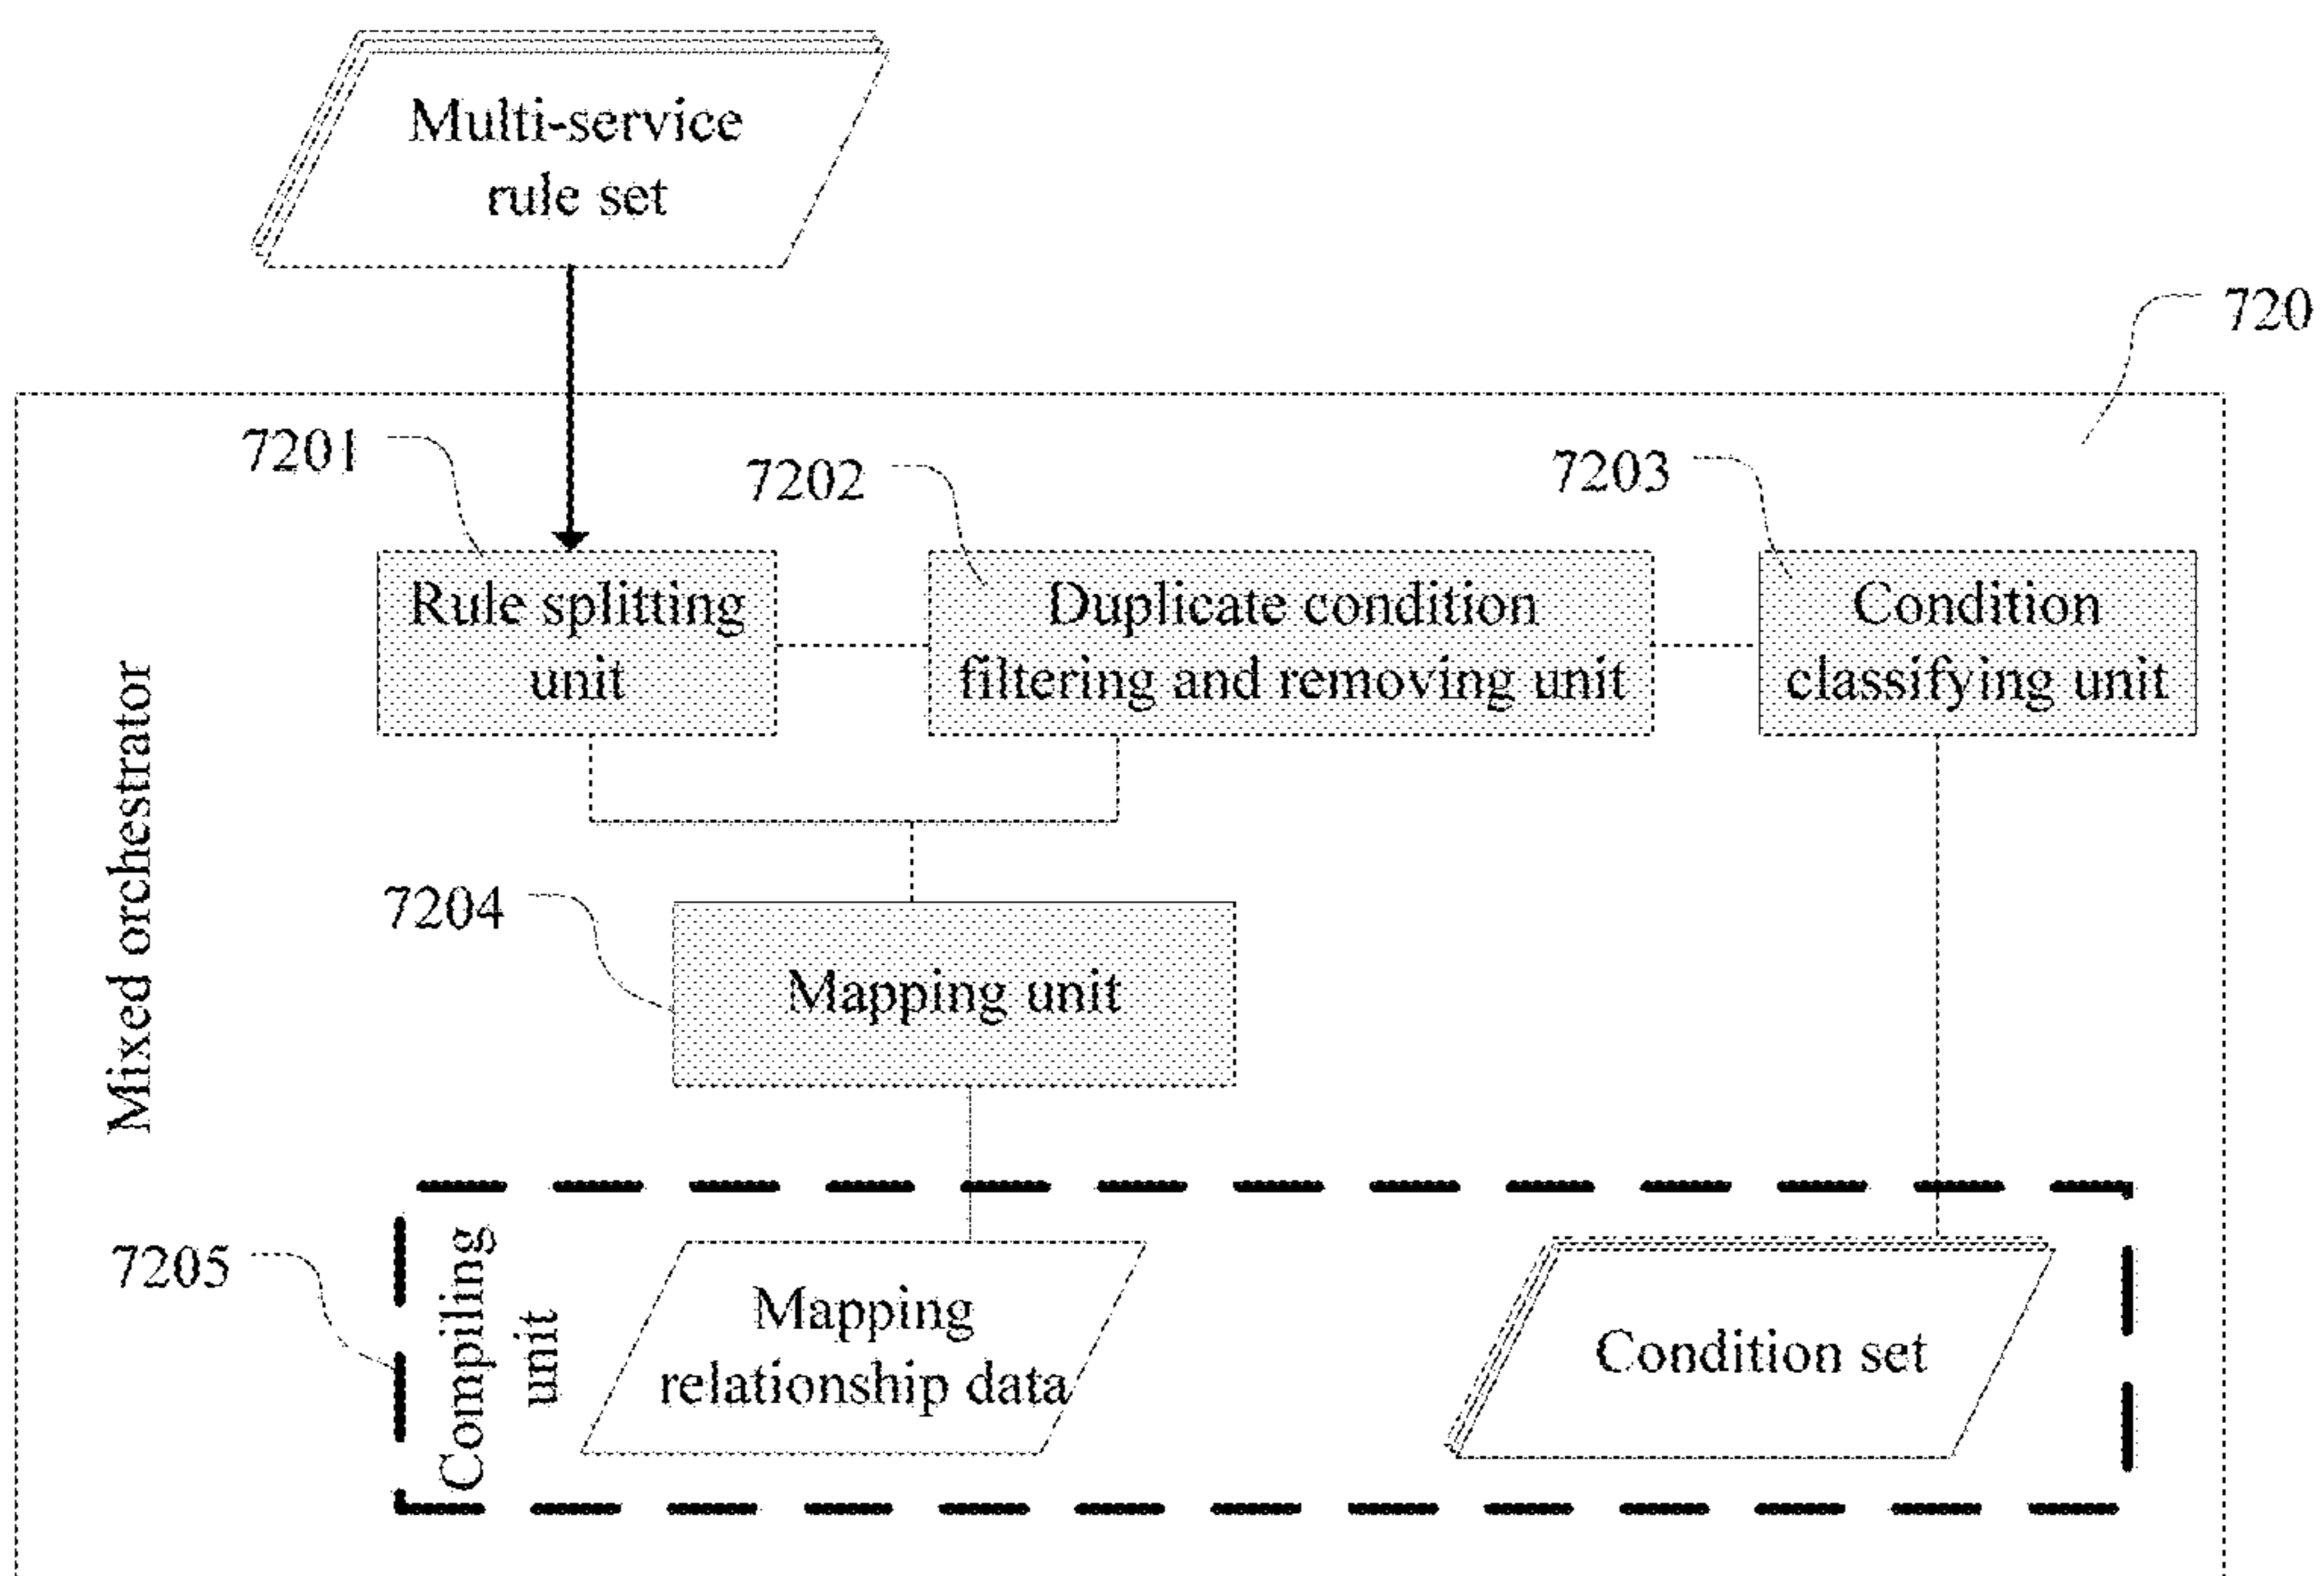 Multi-service
rule set
720
7201
7202
7203
Rule splitting
unit
Duplicate condition
filtering and removing unit
Condition
classifying unit
Mixed orchestrator
7204
Mapping unit
7205
Compiling
unit
Mapping
relationship data
Condition set